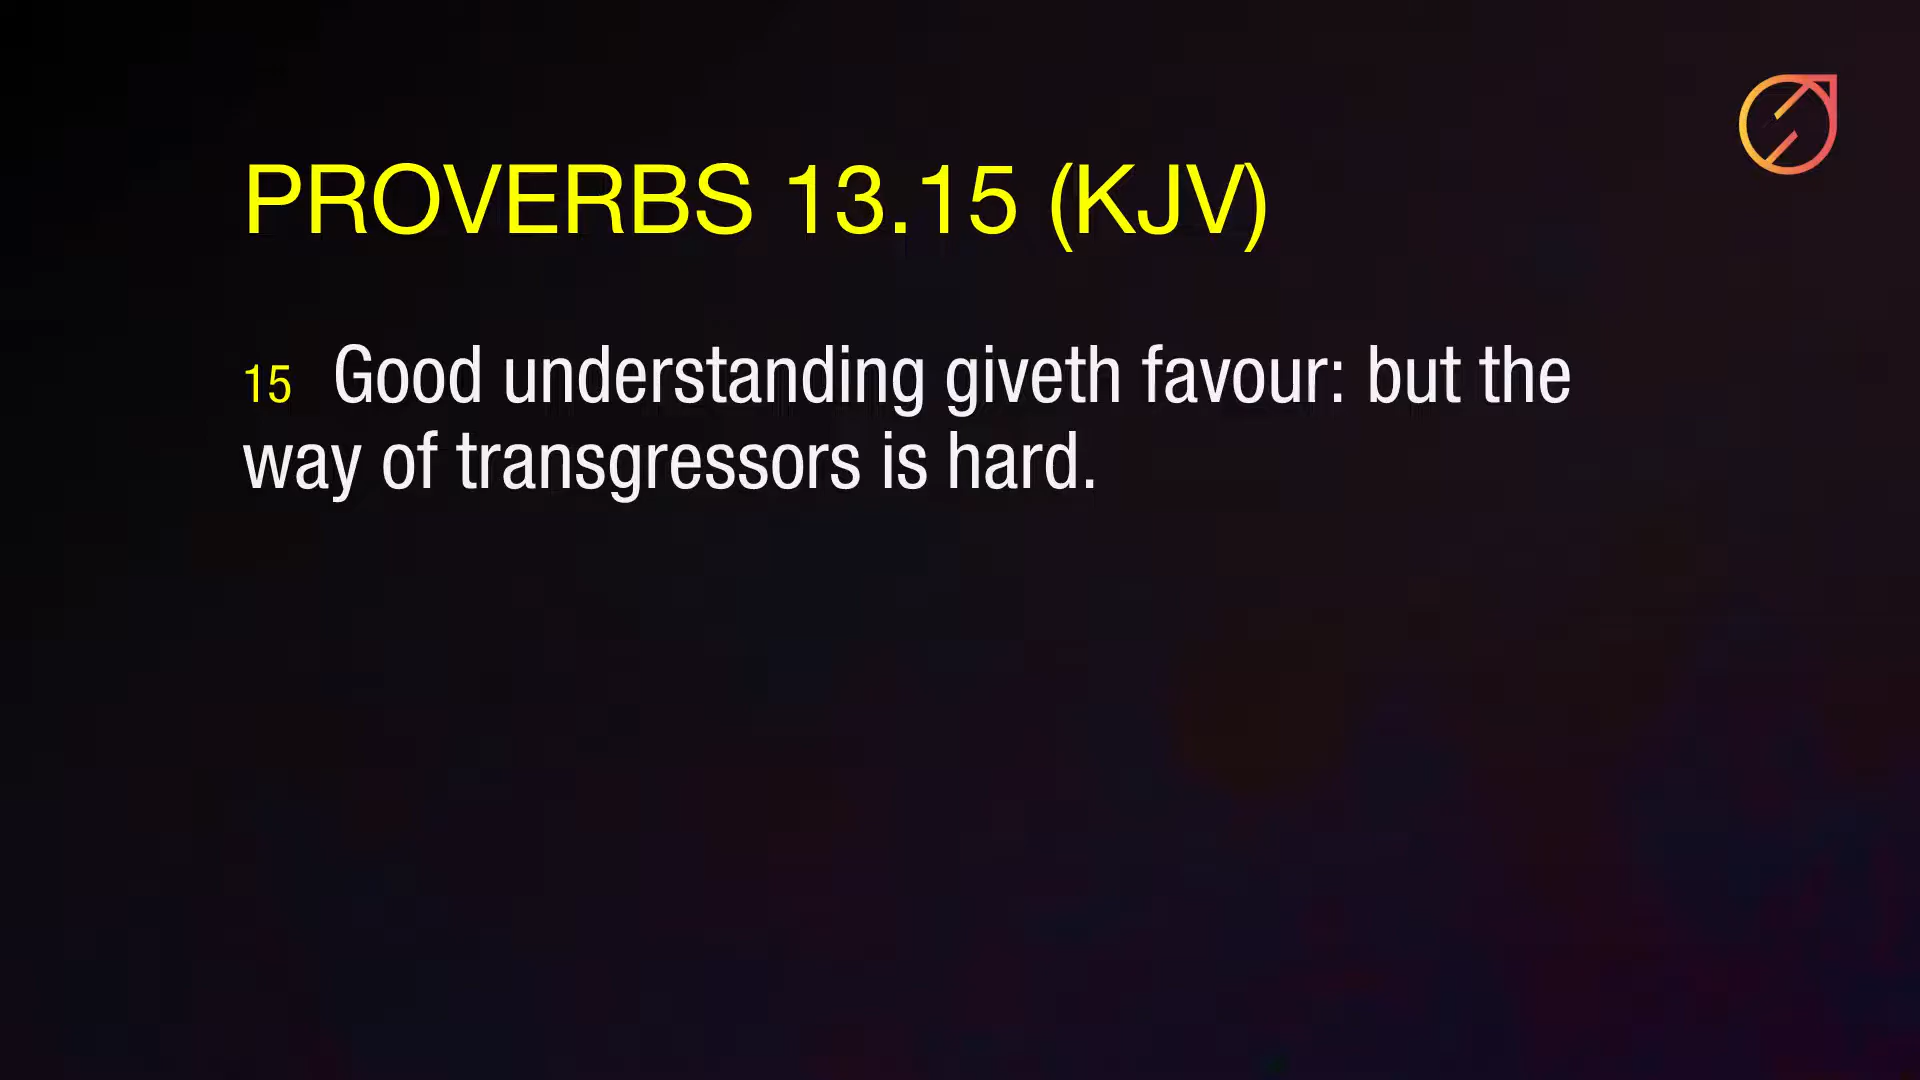 PROVERBS 13.15 (KJV)
15 Good understanding giveth favour: but the
way of transgressors is hard.